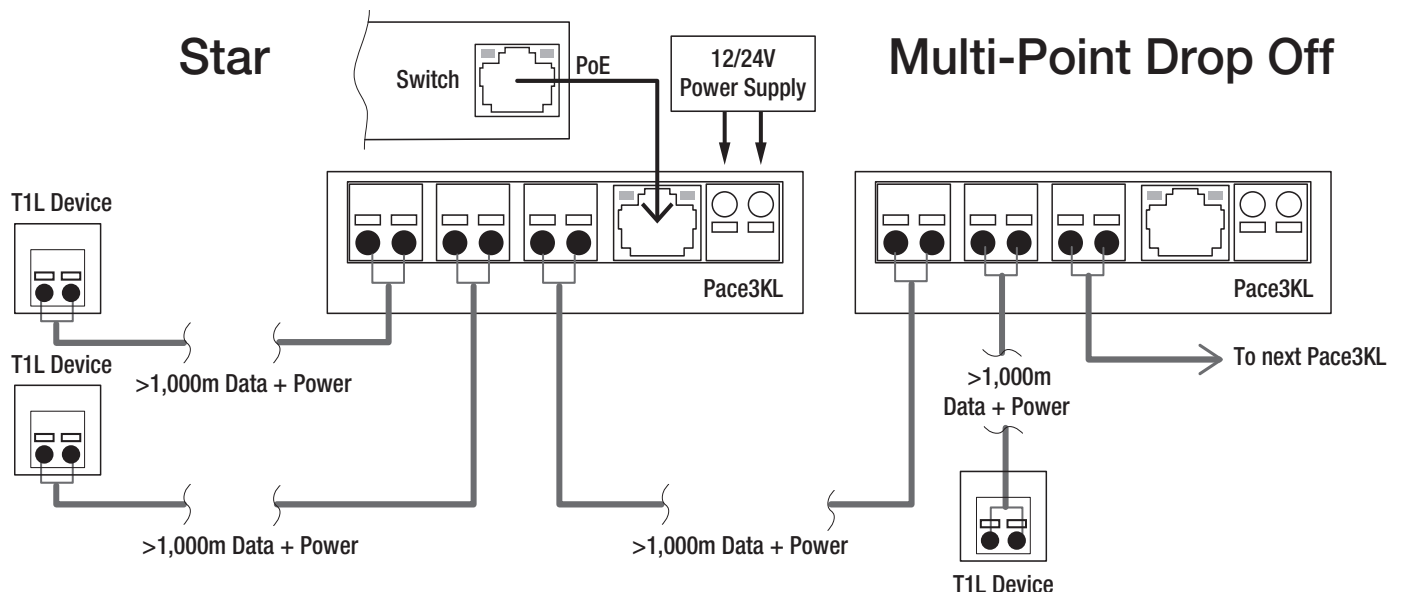 Star
Multi-Point Drop Off
Switch
PoE
12/24V
Power Supply
T1L Device
Pace3KL
Pace3KL
T1L Device
>1,000m Data + Power
To next Pace3KL
>1,000m
Data + Power
>1,000m Data + Power
>1,000m Data + Power
T1L Device